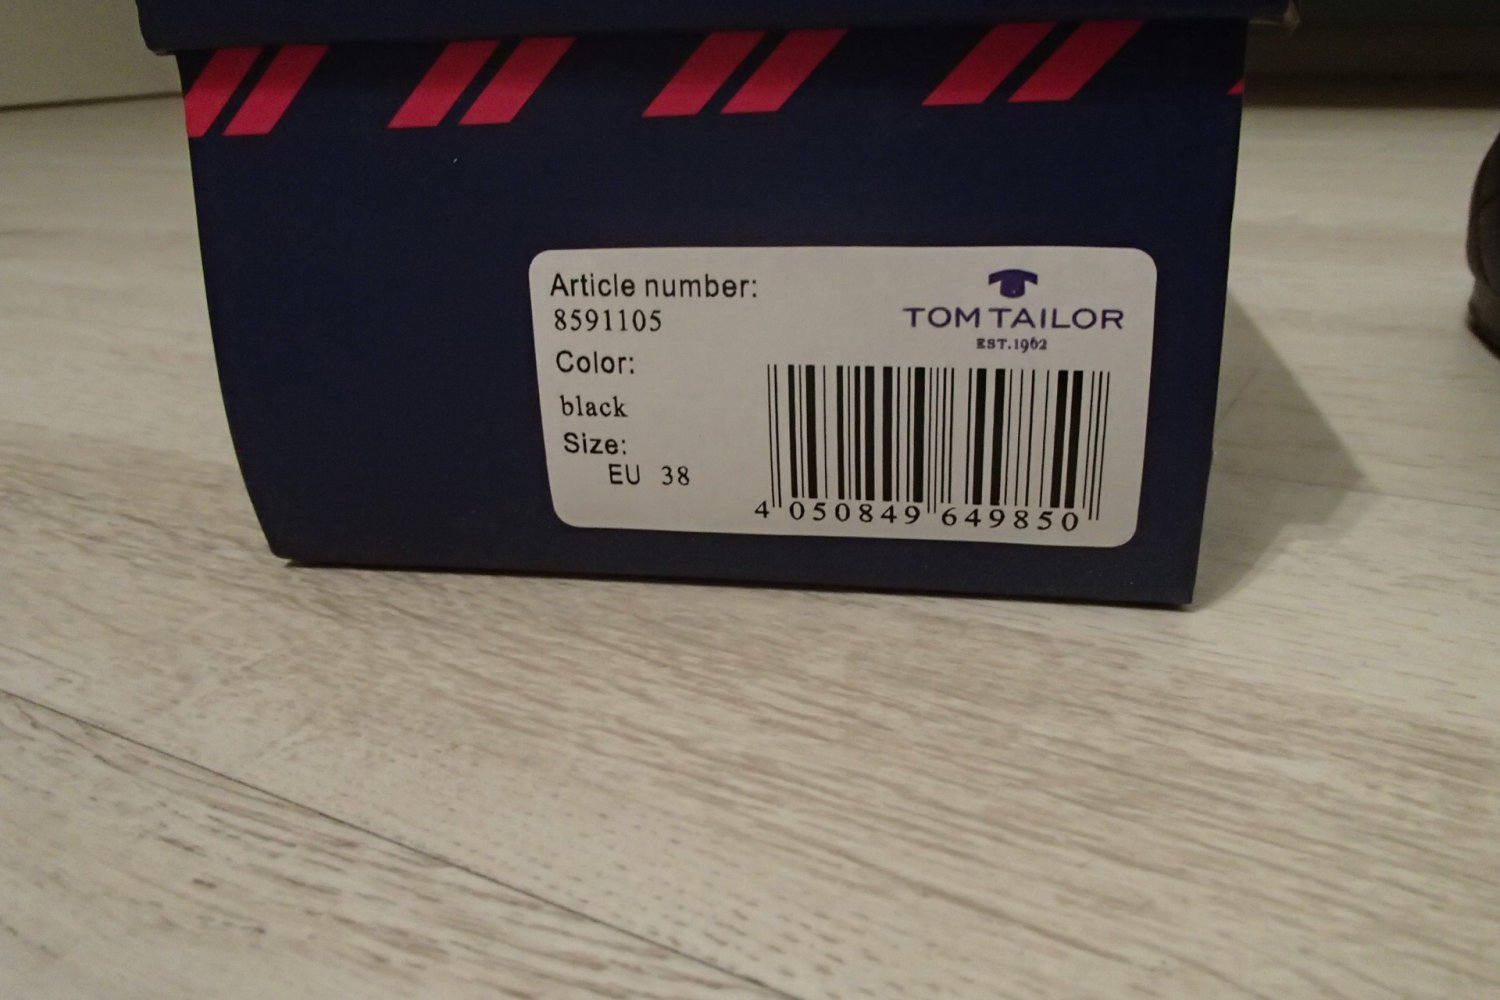 Article number:
8591105
Color:
black
Size:
EU 38
TOM TAILOR
EST.1962
4 050849 649850